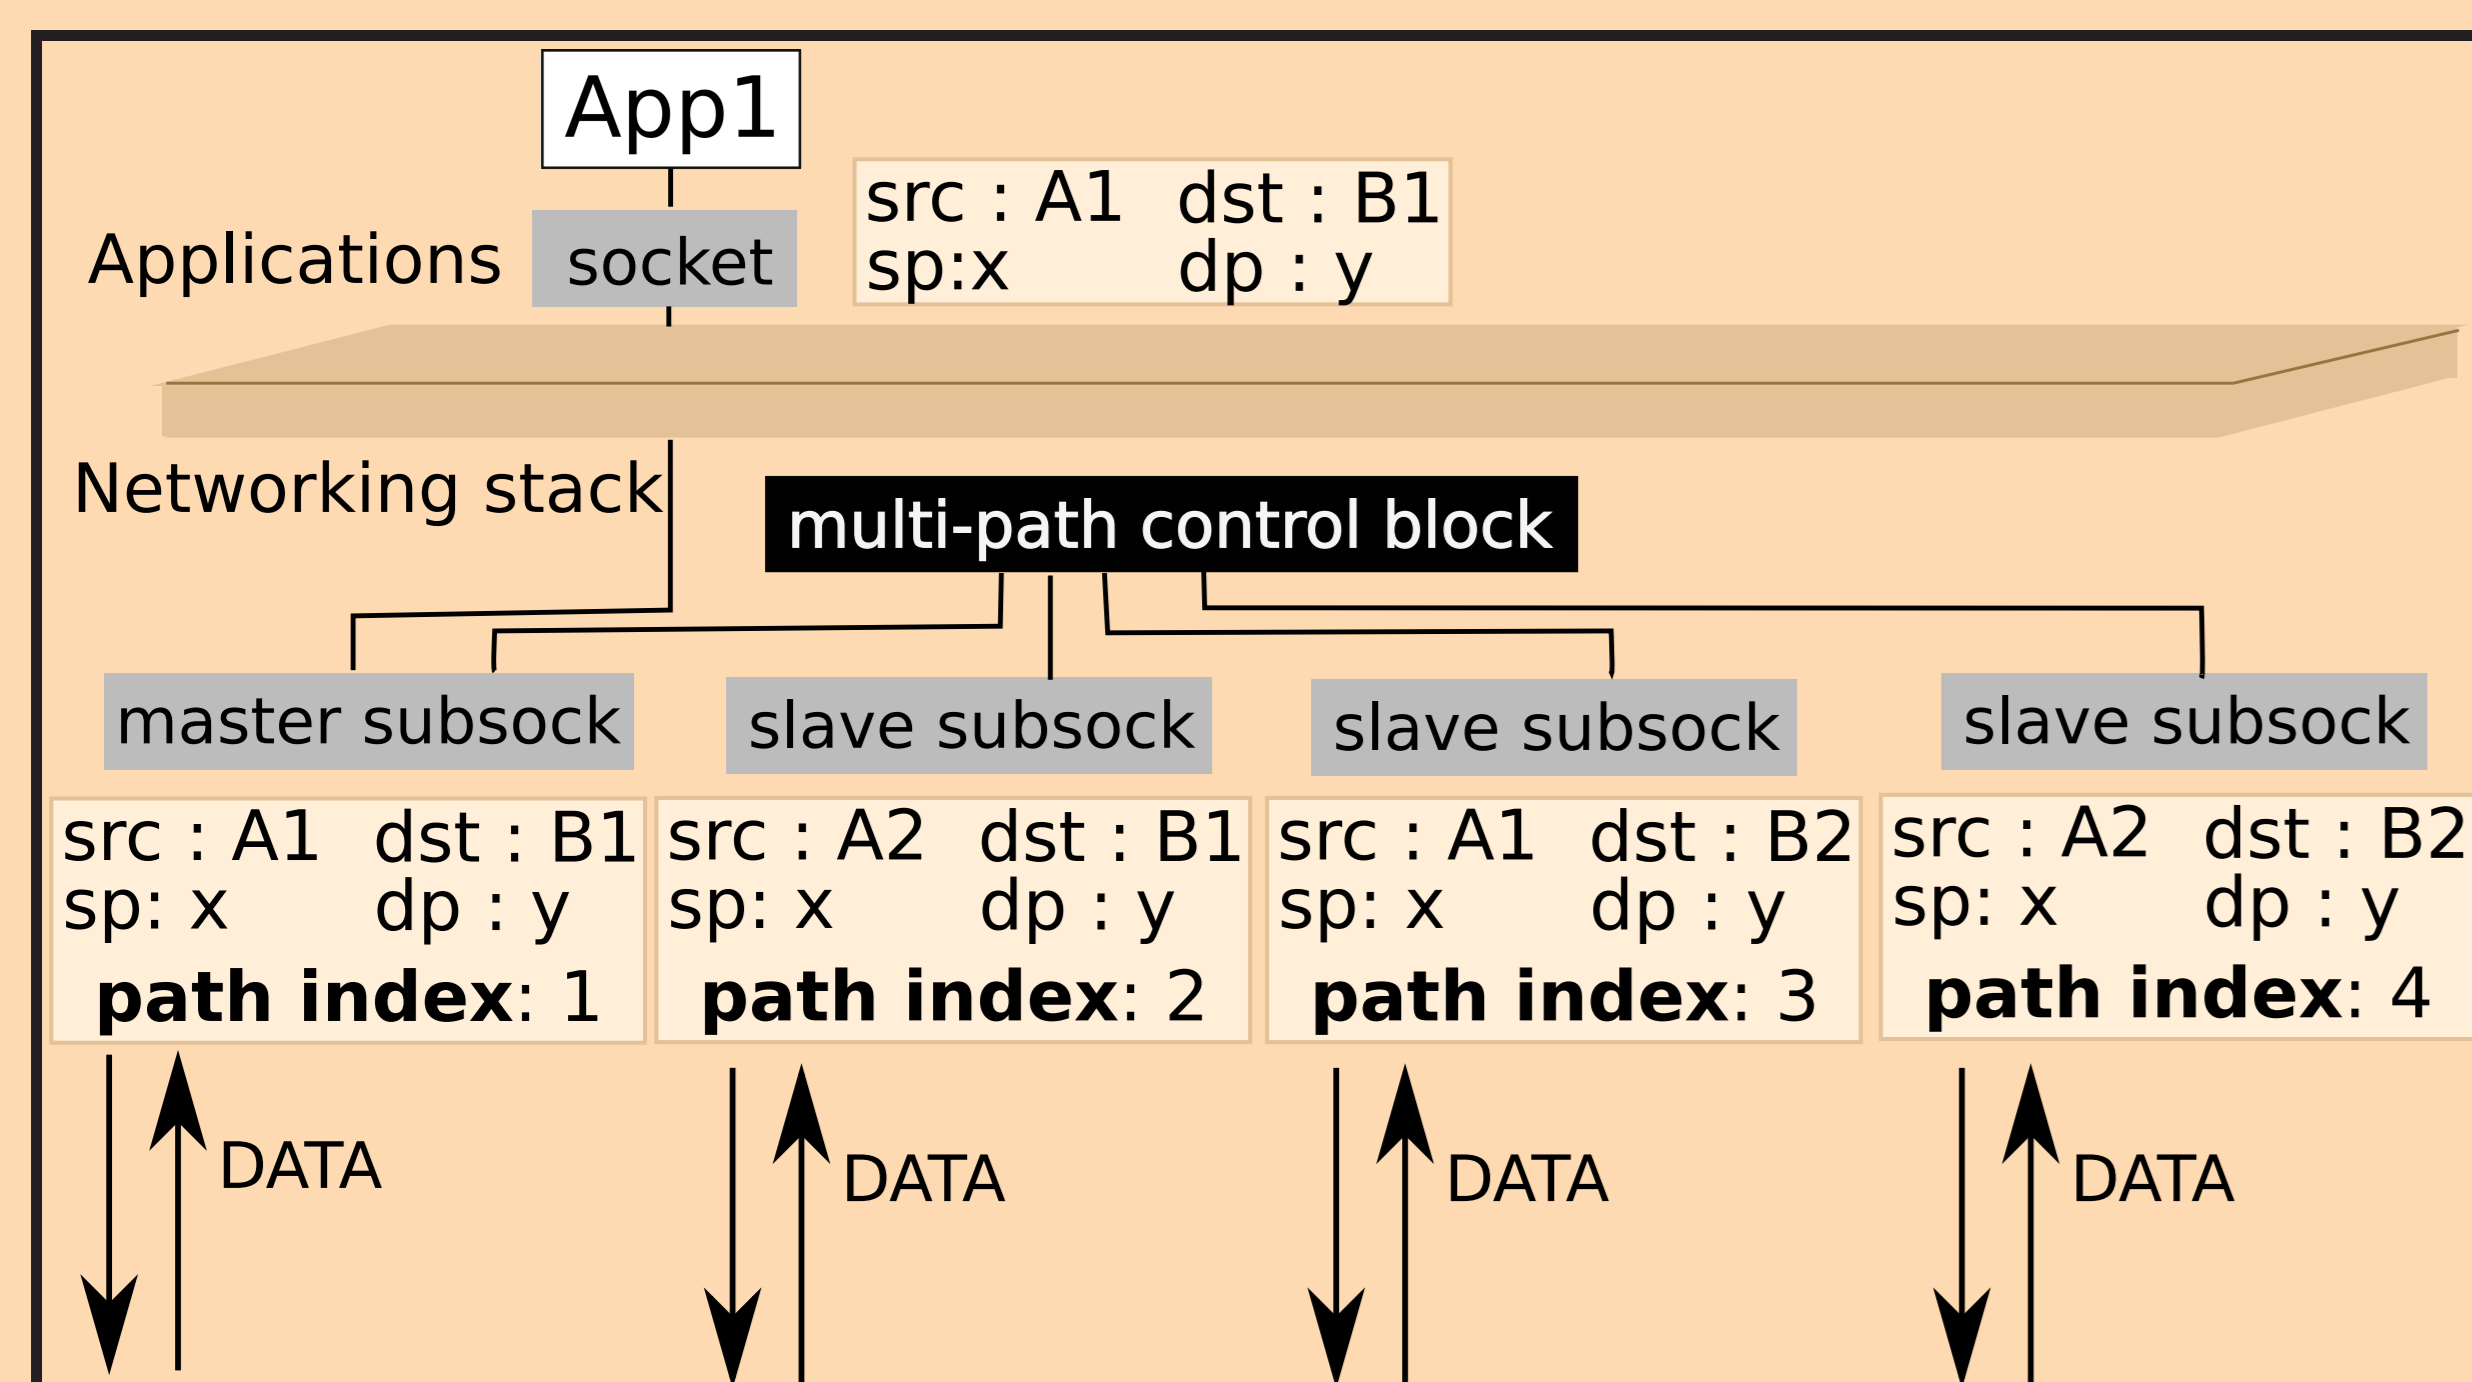 App1
src : A1 dst : B1
sp:x dp : y
Applications
socket
Networking stack
multi-path control block
master subsock
slave subsock
slave subsock
slave subsock
src : A1 dst : B1
sp: x dp : y
path index: 1
src : A2 dst : B1
sp: x dp : y
path index: 2
src : A1 dst : B2
sp: x dp : y
path index: 3
src : A2 dst : B2
sp: x dp : y
path index: 4
DATA
DATA
DATA
DATA